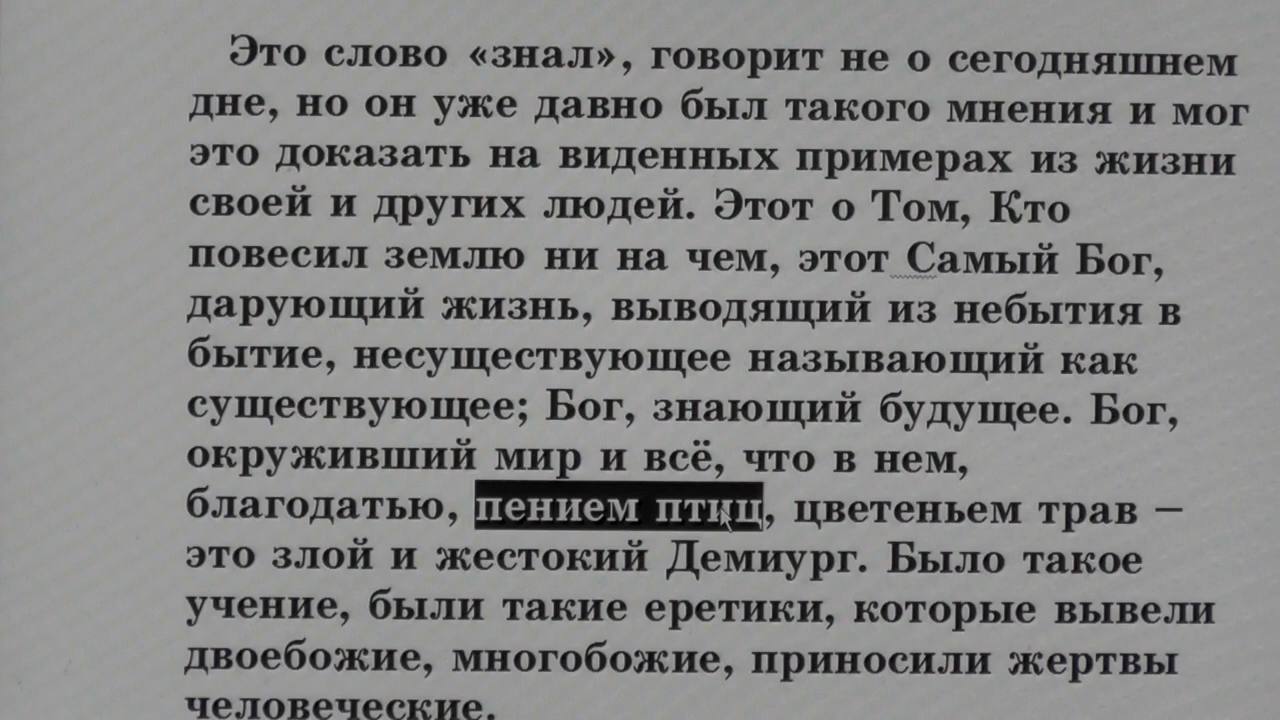 Это слово «знал», говорит не о сегодняшнем
дне, но он уже давно был такого мнения и мог
это доказать на виденных примерах из жизни
своей и других людей. Этот о Том, Кто
повесил землю ни на чем, этот Самый Бог,
дарующий жизнь, выводящий из небытия в
бытие, несуществующее называющий как
существующее; Бог, знающий будущее. Бог,
окруживший мир и всё, что в нем,
благодатью, пением птиц, цветеньем трав –
это злой и жестокий Демиург. Было такое
учение, были такие еретики, которые вывели
двоебожие, многобожие, приносили жертвы
человеческие.